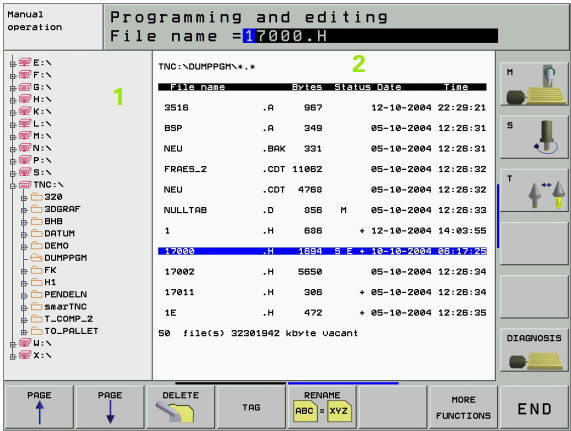 Manual
operation
Programming and editing
File name =17000.H
E:\
F:\
G:\
H:\
K:\
L:\
M:\
N:\
P:\
S:\
TNC:\
320
3DGRAF
BHB
DATUM
DEMO
DUMPPGM
FK
H1
PENDELN
smarTNC
T_COMP_2
TO_PALLET
W:\
X:\
1
2
TNC:\DUMPPGM\*.*
File name Bytes Status Date Time
3516 .A 967 12-10-2004 22:29:21
BSP .A 349 05-10-2004 12:26:31
NEU .BAK 331 05-10-2004 12:26:31
FRAES_2 .CDT 11062 05-10-2004 12:26:32
NEU .CDT 4768 05-10-2004 12:26:32
NULLTAB .D 856 M 05-10-2004 12:26:33
1 .H 686 + 12-10-2004 14:03:55
17000 .H 1694 S E + 10-10-2004 06:17:25
17002 .H 5650 05-10-2004 12:26:34
17011 .H 306 + 05-10-2004 12:26:34
1E .H 472 + 05-10-2004 12:26:35
50 file(s) 32301942 kbyte vacant
M
S
T
DIAGNOSIS
PAGE
PAGE
DELETE
TAG
RENAME
ABC = XYZ
MORE
FUNCTIONS
END